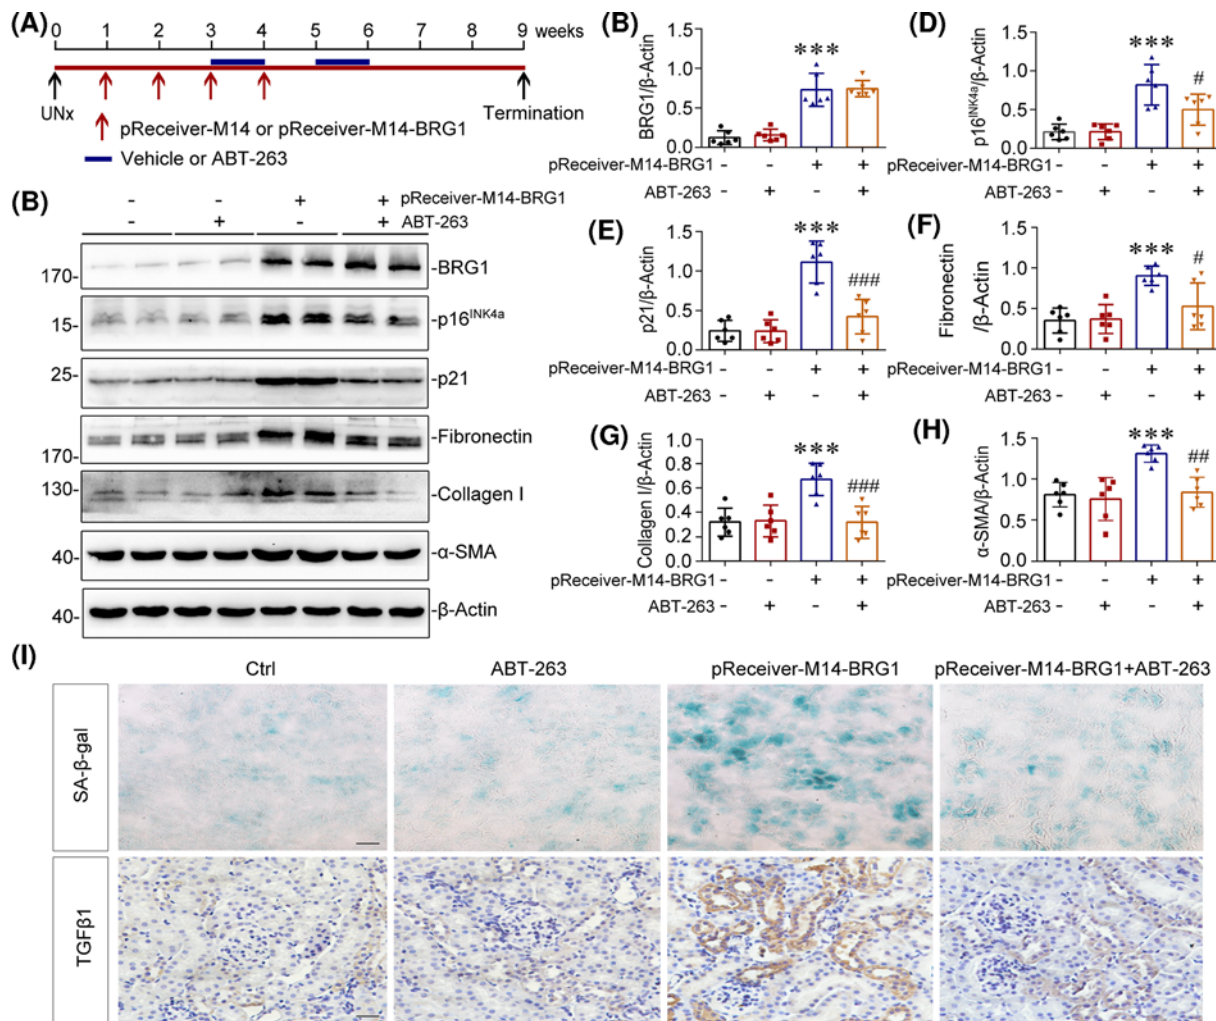 (A)
0 1 2 3 4 5 6 7 8 9 weeks
UNx
Termination
pReceiver-M14 or pReceiver-M14-BRG1
Vehicle or ABT-263
(B)
- - + + pReceiver-M14-BRG1
- + - + ABT-263
170- -BRG1
15- -p16INK4a
25- -p21
-Fibronectin
170-
130- -Collagen I
40- -α-SMA
40- -β-Actin
(B)
BRG1/β-Actin
1.5
1.0
0.5
0.0
***
pReceiver-M14-BRG1 - - + +
ABT-263 - + - +
(D)
p16INK4a/β-Actin
1.5
1.0
0.5
0.0
***
#
pReceiver-M14-BRG1 - - + +
ABT-263 - + - +
(E)
p21/β-Actin
1.5
1.0
0.5
0.0
***
###
pReceiver-M14-BRG1 - - + +
ABT-263 - + - +
(F)
Fibronectin
/β-Actin
1.5
1.0
0.5
0.0
***
#
pReceiver-M14-BRG1 - - + +
ABT-263 - + - +
(G)
Collagen I/β-Actin
1.0
0.8
0.6
0.4
0.2
0.0
***
###
pReceiver-M14-BRG1 - - + +
ABT-263 - + - +
(H)
α-SMA/β-Actin
1.5
1.0
0.5
0.0
***
##
pReceiver-M14-BRG1 - - + +
ABT-263 - + - +
(I)
Ctrl ABT-263 pReceiver-M14-BRG1 pReceiver-M14-BRG1+ABT-263
SA-β-gal
TGFβ1